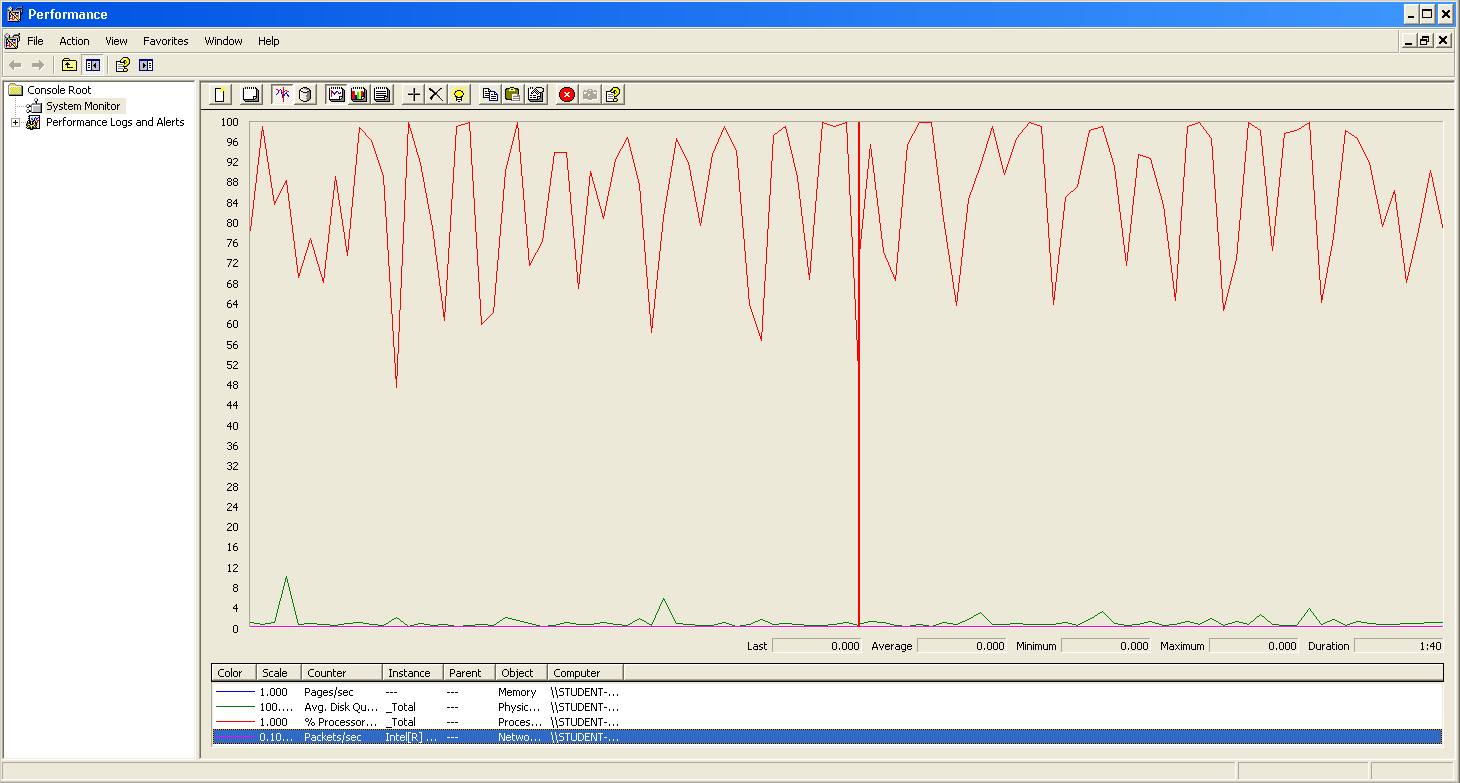 Performance
File Action View Favorites Window Help
Console Root
System Monitor
Performance Logs and Alerts
100
96
92
88
84
80
76
72
68
64
60
56
52
48
44
40
36
32
28
24
20
16
12
8
4
0
Last 0.000 Average 0.000 Minimum 0.000 Maximum 0.000 Duration 1:40
Color Scale Counter Instance Parent Object Computer
1.000 Pages/sec --- --- Memory \\STUDENT-...
100.... Avg. Disk Qu... _Total --- Physic... \\STUDENT-...
1.000 % Processor... _Total --- Proces... \\STUDENT-...
0.10... Packets/sec Intel[R] ... --- Netwo... \\STUDENT-...